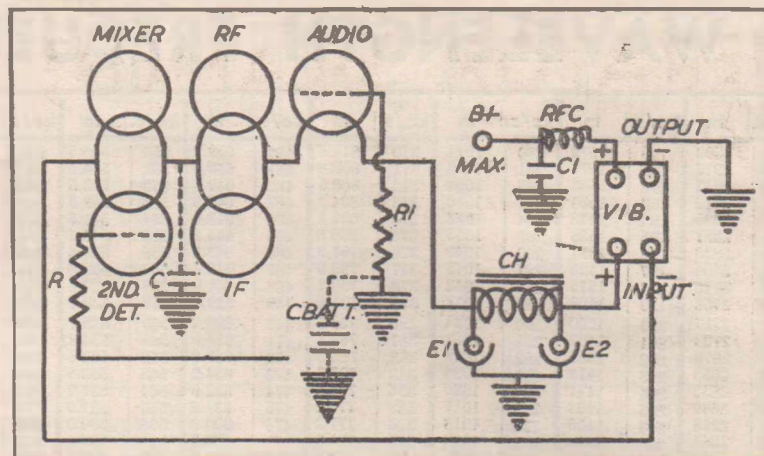 MIXER RF AUDIO
B+ RFC OUTPUT
+ -
MAX. C1
VIB.
R1
R 2ND. DET. C IF
C.BATT.
CH
+ -
INPUT
E1 E2